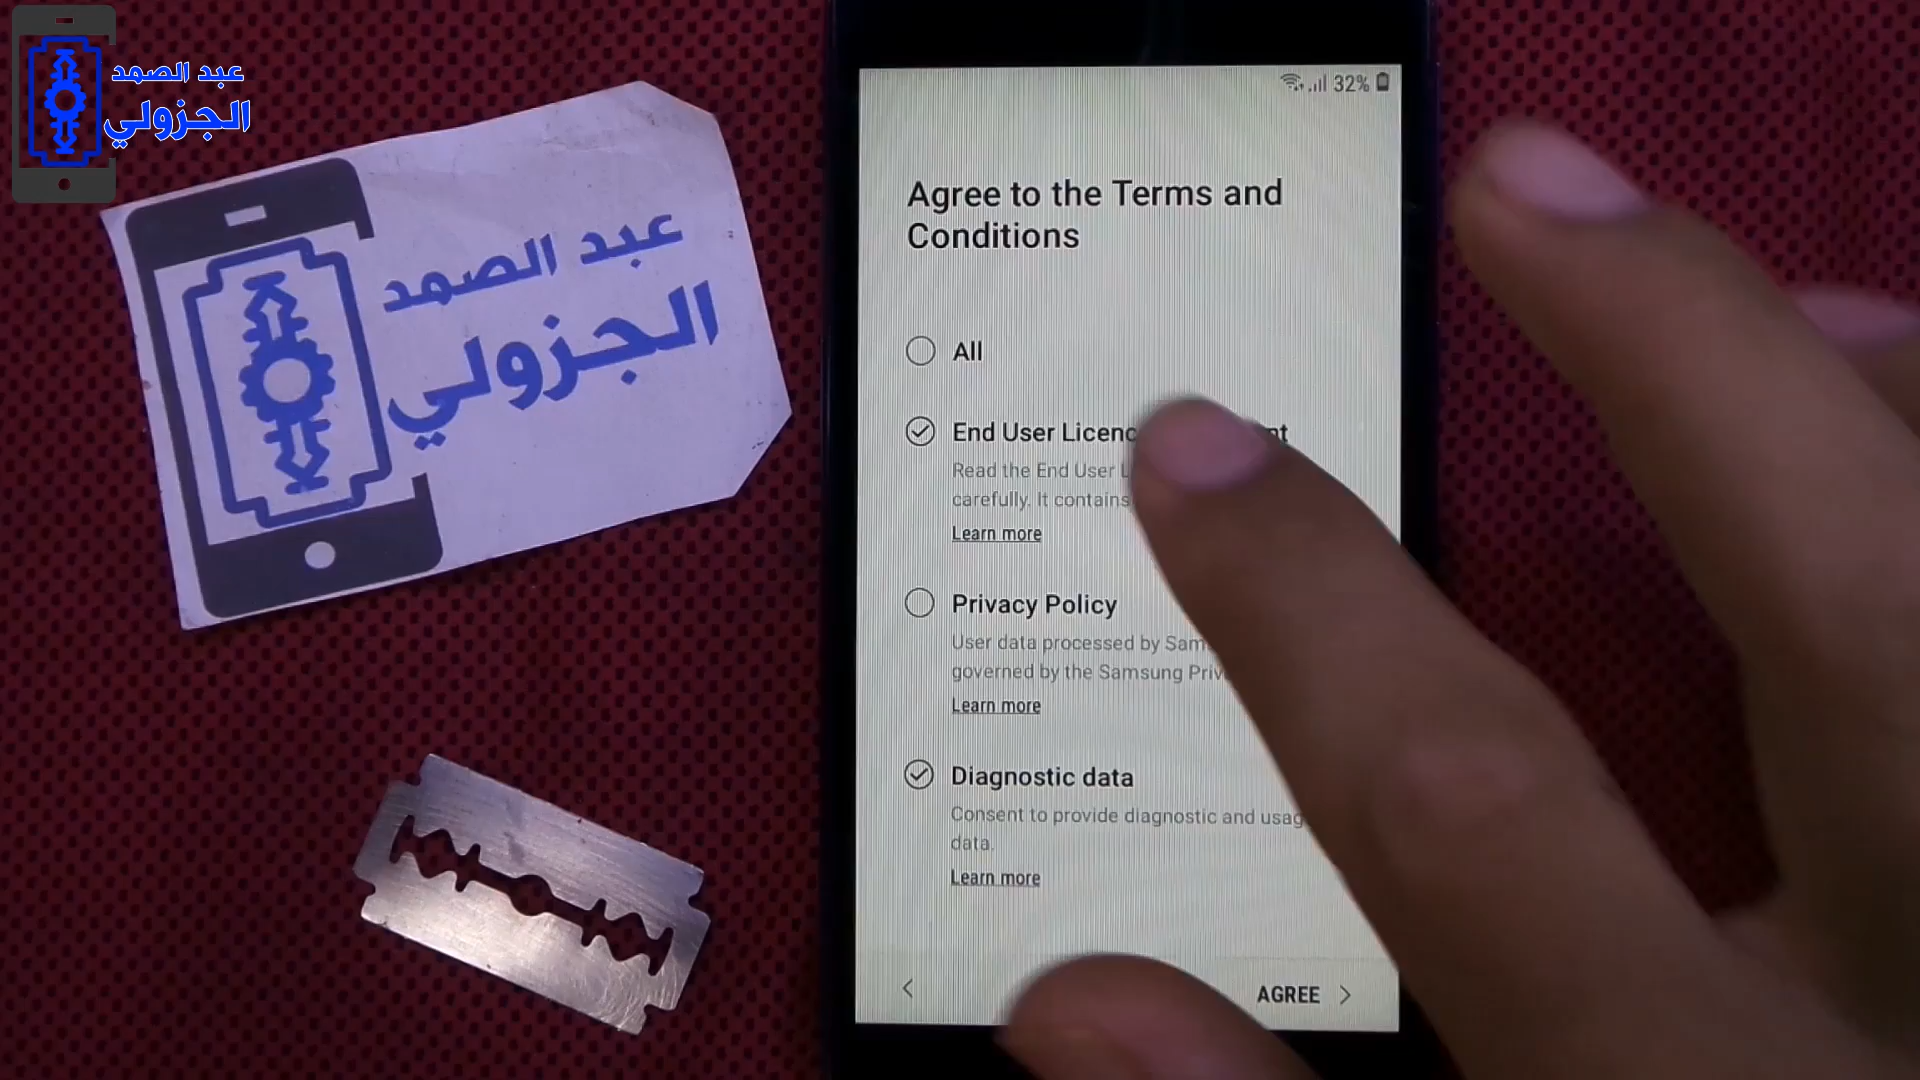 عبد الصمد
الجزولي
عبد الصمد
الجزولي
32%
Agree to the Terms and
Conditions
All
End User Licenc nt
Read the End User L
carefully. It contains
Learn more
Privacy Policy
User data processed by Sam
governed by the Samsung Priv
Learn more
Diagnostic data
Consent to provide diagnostic and usag
data.
Learn more
AGREE